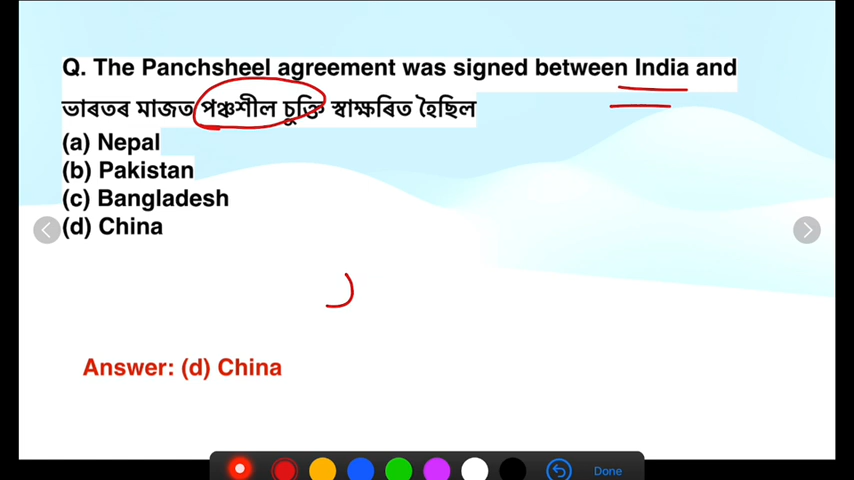 Q. The Panchsheel agreement was signed between India and
ভাৰতৰ মাজত পঞ্চশীল চুক্তি স্বাক্ষৰিত হৈছিল
(a) Nepal
(b) Pakistan
(c) Bangladesh
(d) China
Answer: (d) China
Done